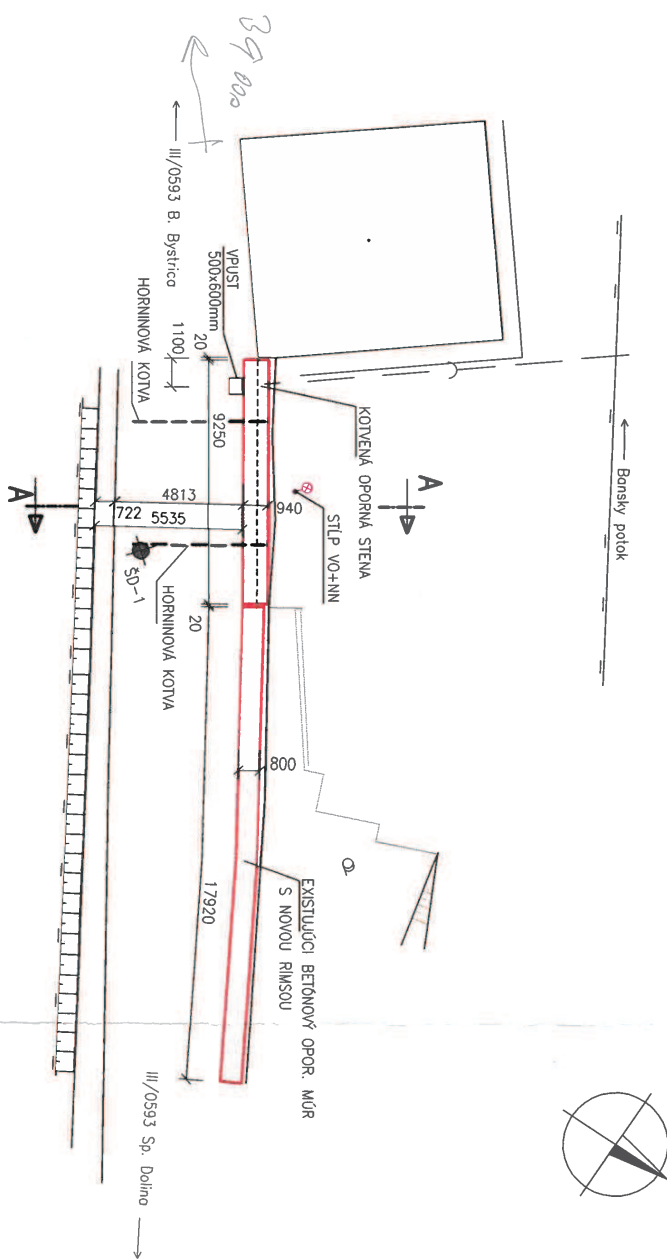 Bansky potok
A
KOTVENÁ OPORNÁ STENA
STĹP VO+NN
VPUST
500x600mm
III/0593 B. Bystrica
HORNINOVÁ KOTVA
1100
20
9250
4813
940
722
5535
A
ŠD-1
HORNINOVÁ KOTVA
20
800
17920
EXISTUJÚCI BETÓNOVÝ OPOR. MÚR
S NOVOU RÍMSOU
III/0593 Sp. Dolina